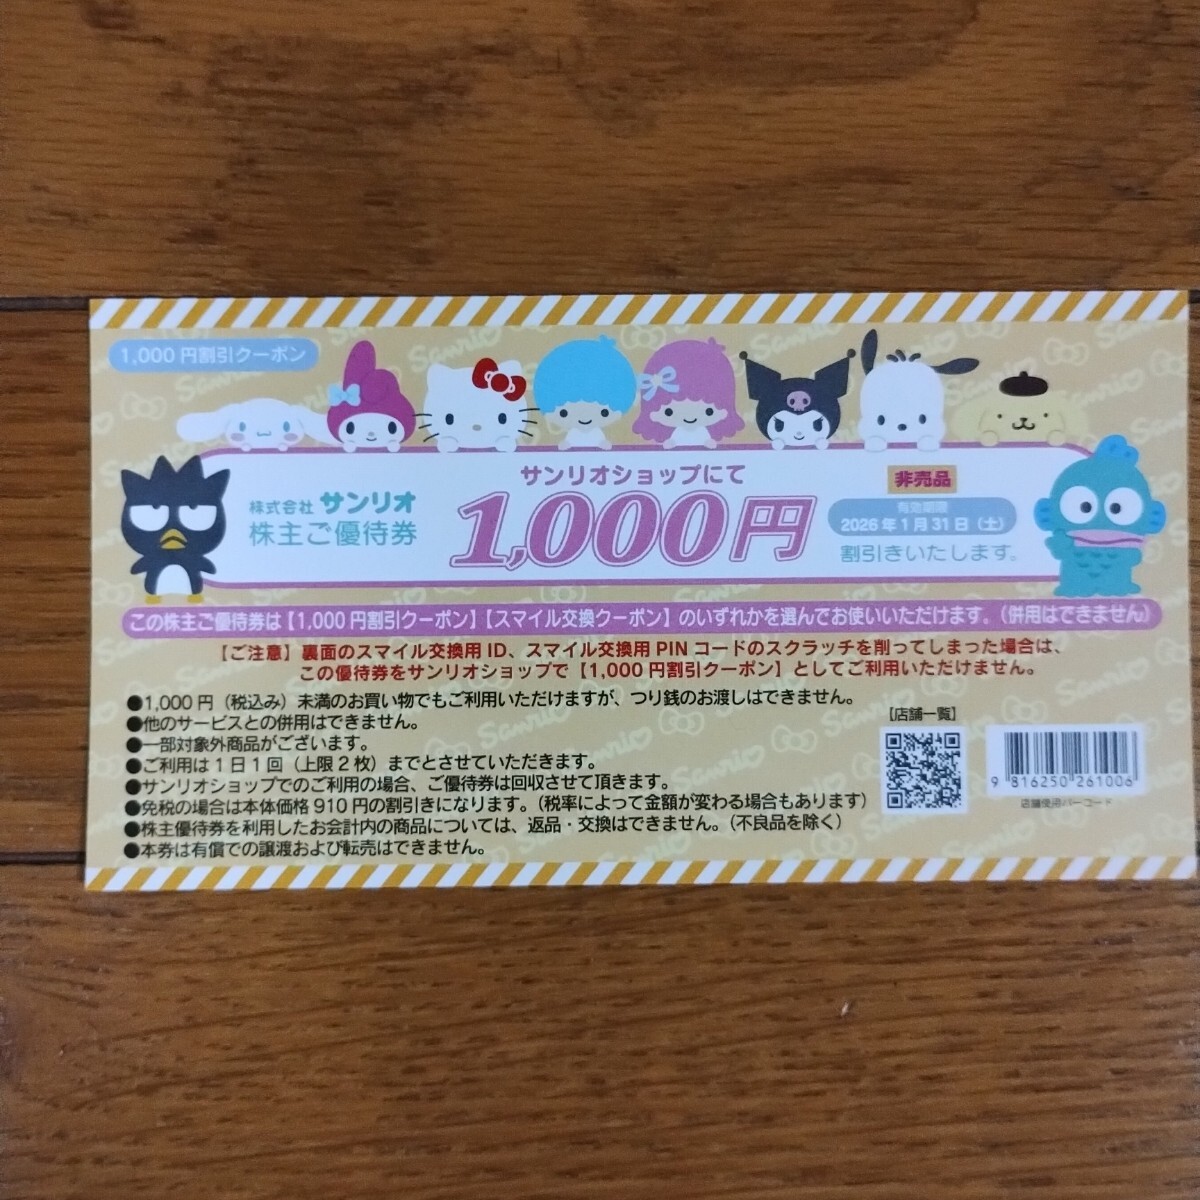 1,000円割引クーポン
株式会社 サンリオ
株主ご優待券
サンリオショップにて
1,000円
非売品
有効期限
2026年1月31日(土)
割引きいたします。
この株主ご優待券は【1,000円割引クーポン】【スマイル交換クーポン】のいずれかを選んでお使いいただけます。(併用はできません)
【ご注意】裏面のスマイル交換用ID、スマイル交換用PINコードのスクラッチを削ってしまった場合は、
この優待券をサンリオショップで【1,000円割引クーポン】としてご利用いただけません。
●1,000円(税込み)未満のお買い物でもご利用いただけますが、つり銭のお渡しはできません。
●他のサービスとの併用はできません。
●一部対象外商品がございます。
●ご利用は1日1回(上限2枚)までとさせていただきます。
●サンリオショップでのご利用の場合、ご優待券は回収させて頂きます。
●免税の場合は本体価格910円の割引きになります。(税率によって金額が変わる場合もあります)
●株主優待券を利用したお会計内の商品については、返品・交換はできません。(不良品を除く)
●本券は有償での譲渡および転売はできません。
【店舗一覧】
9 816250 261006
店舗使用バーコード
Sanrio